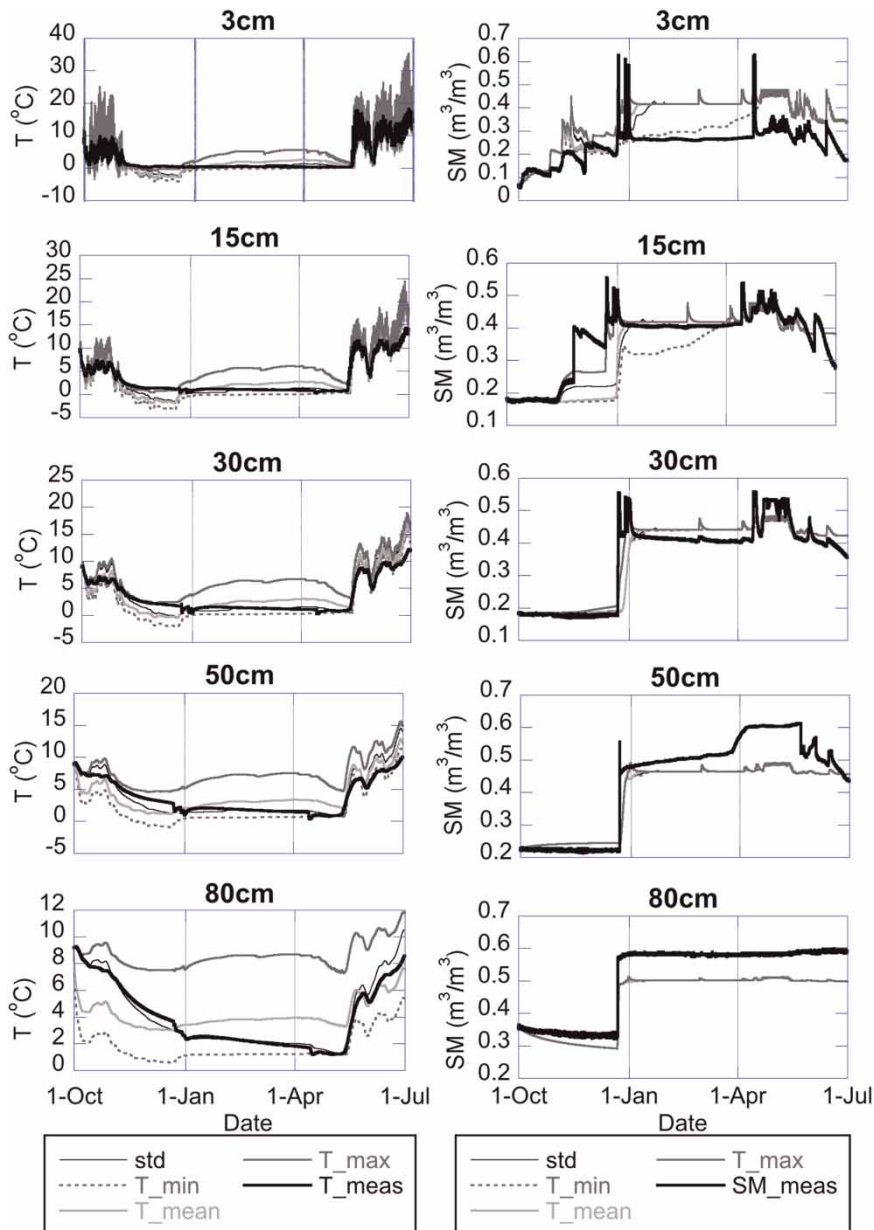 3cm
T (°C)
40
30
20
10
0
-10
3cm
SM (m³/m³)
0.7
0.6
0.5
0.4
0.3
0.2
0.1
0
15cm
T (°C)
30
25
20
15
10
5
0
-5
15cm
SM (m³/m³)
0.6
0.5
0.4
0.3
0.2
0.1
30cm
T (°C)
25
20
15
10
5
0
-5
30cm
SM (m³/m³)
0.6
0.5
0.4
0.3
0.2
0.1
50cm
T (°C)
20
15
10
5
0
-5
50cm
SM (m³/m³)
0.7
0.6
0.5
0.4
0.3
0.2
80cm
T (°C)
12
10
8
6
4
2
0
1-Oct 1-Jan 1-Apr 1-Jul
Date
80cm
SM (m³/m³)
0.7
0.6
0.5
0.4
0.3
0.2
1-Oct 1-Jan 1-Apr 1-Jul
Date
std T_max
T_min T_meas
T_mean
std T_max
T_min SM_meas
T_mean